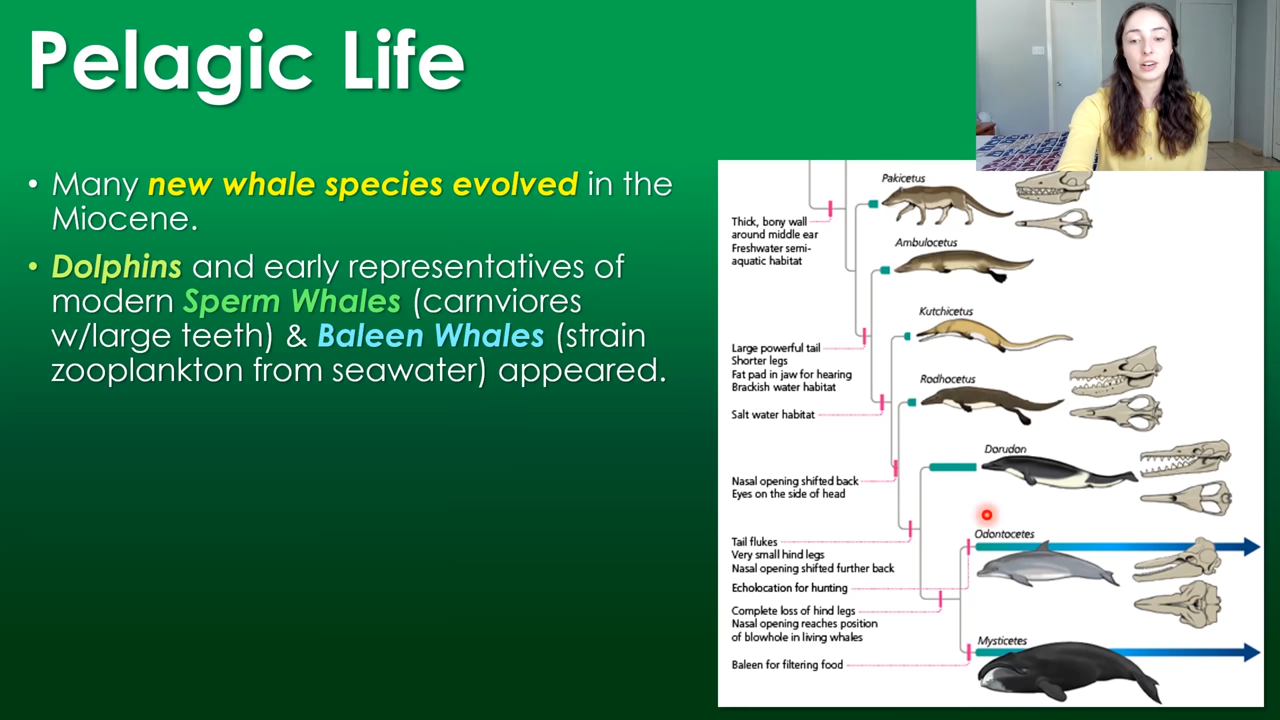 Pelagic Life
• Many new whale species evolved in the
Miocene.
• Dolphins and early representatives of
modern Sperm Whales (carnviores
w/large teeth) & Baleen Whales (strain
zooplankton from seawater) appeared.
Pakicetus
Thick, bony wall
around middle ear
Freshwater semi-
aquatic habitat
Ambulocetus
Kutchicetus
Large powerful tail
Shorter legs
Fat pad in jaw for hearing
Brackish water habitat
Rodhocetus
Salt water habitat
Dorudon
Nasal opening shifted back
Eyes on the side of head
Odontocetes
Tail flukes
Very small hind legs
Nasal opening shifted further back
Echolocation for hunting
Complete loss of hind legs
Nasal opening reaches position
of blowhole in living whales
Mysticetes
Baleen for filtering food